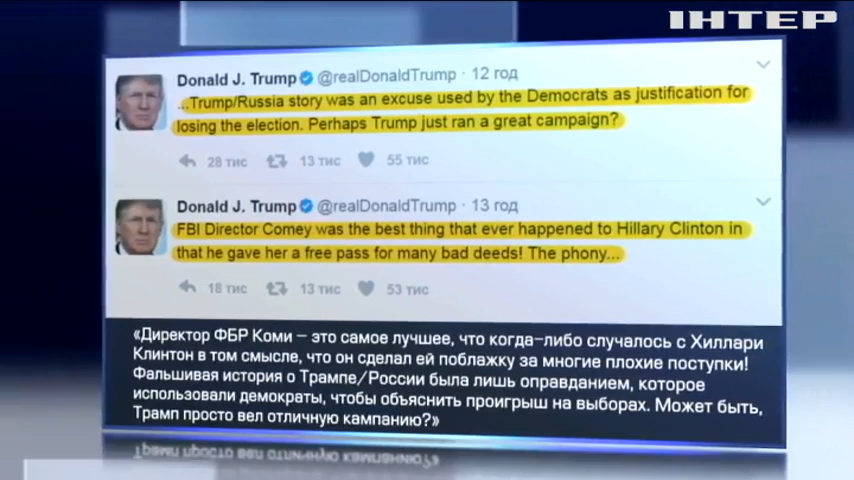 ІНТЕР
Donald J. Trump @realDonaldTrump · 12 год
...Trump/Russia story was an excuse used by the Democrats as justification for
losing the election. Perhaps Trump just ran a great campaign?
28 тис 13 тис 55 тис
Donald J. Trump @realDonaldTrump · 13 год
FBI Director Comey was the best thing that ever happened to Hillary Clinton in
that he gave her a free pass for many bad deeds! The phony...
18 тис 13 тис 53 тис
«Директор ФБР Коми – это самое лучшее, что когда-либо случалось с Хиллари
Клинтон в том смысле, что он сделал ей поблажку за многие плохие поступки!
Фальшивая история о Трампе/России была лишь оправданием, которое
использовали демократы, чтобы объяснить проигрыш на выборах. Может быть,
Трамп просто вел отличную кампанию?»